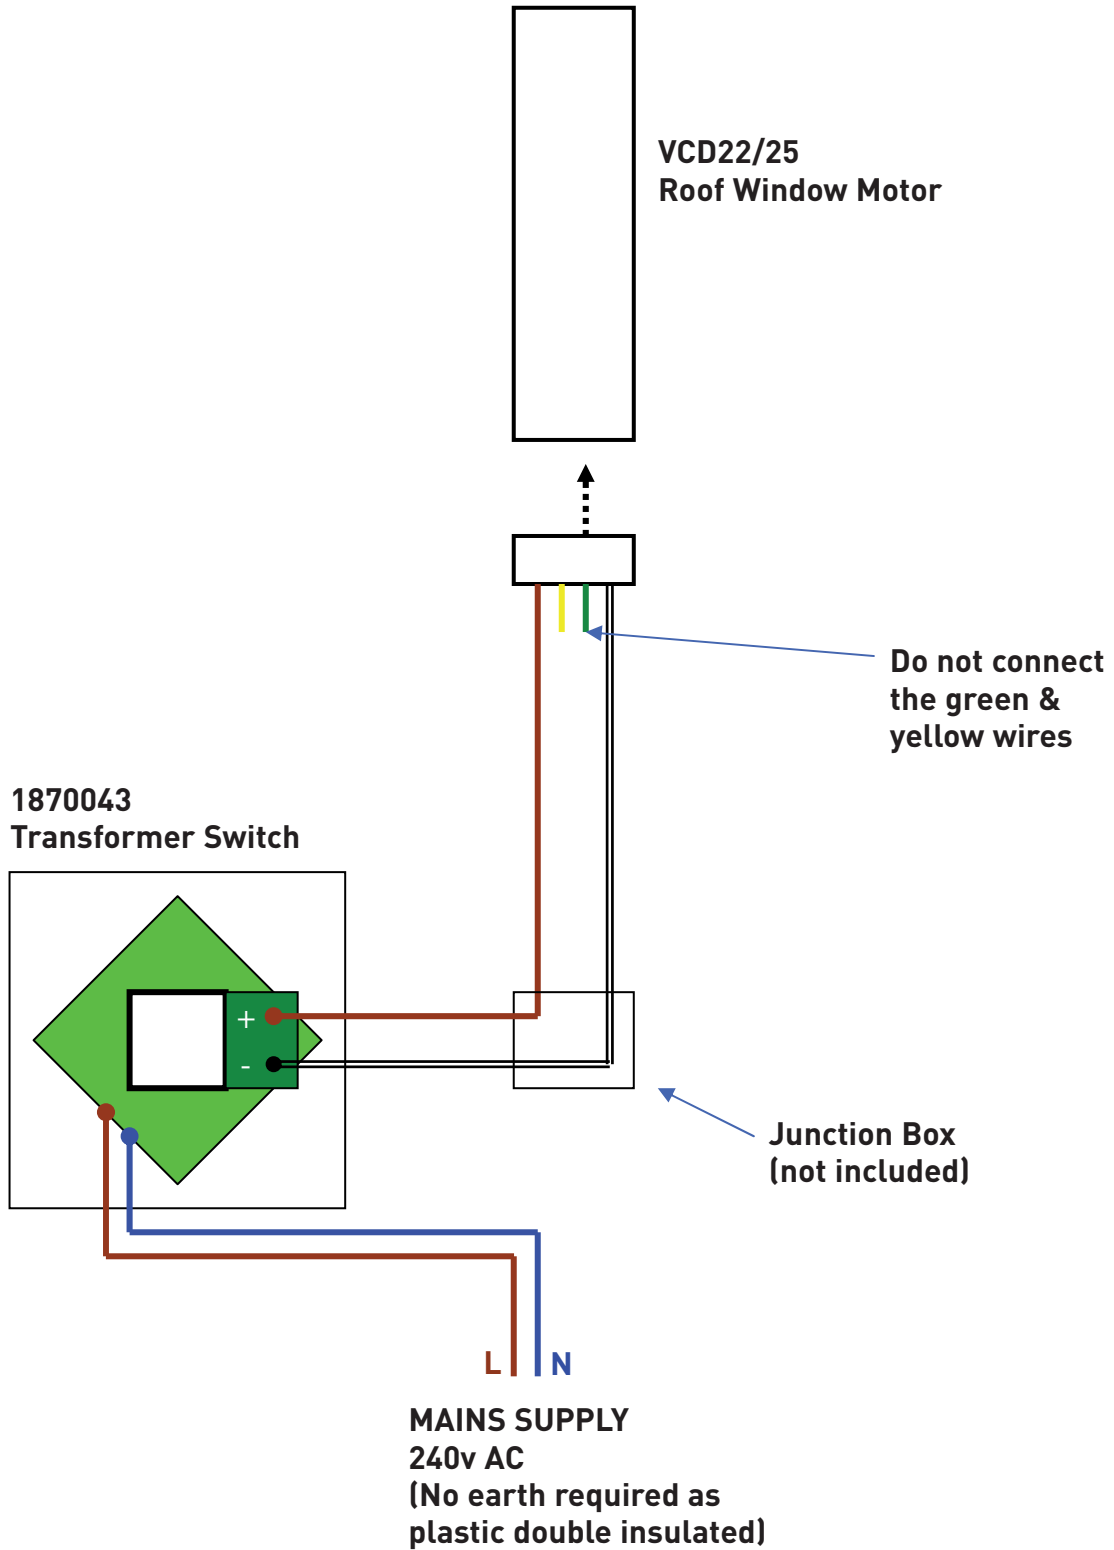 VCD22/25
Roof Window Motor
Do not connect
the green &
yellow wires
1870043
Transformer Switch
+
-
Junction Box
(not included)
L N
MAINS SUPPLY
240v AC
(No earth required as
plastic double insulated)